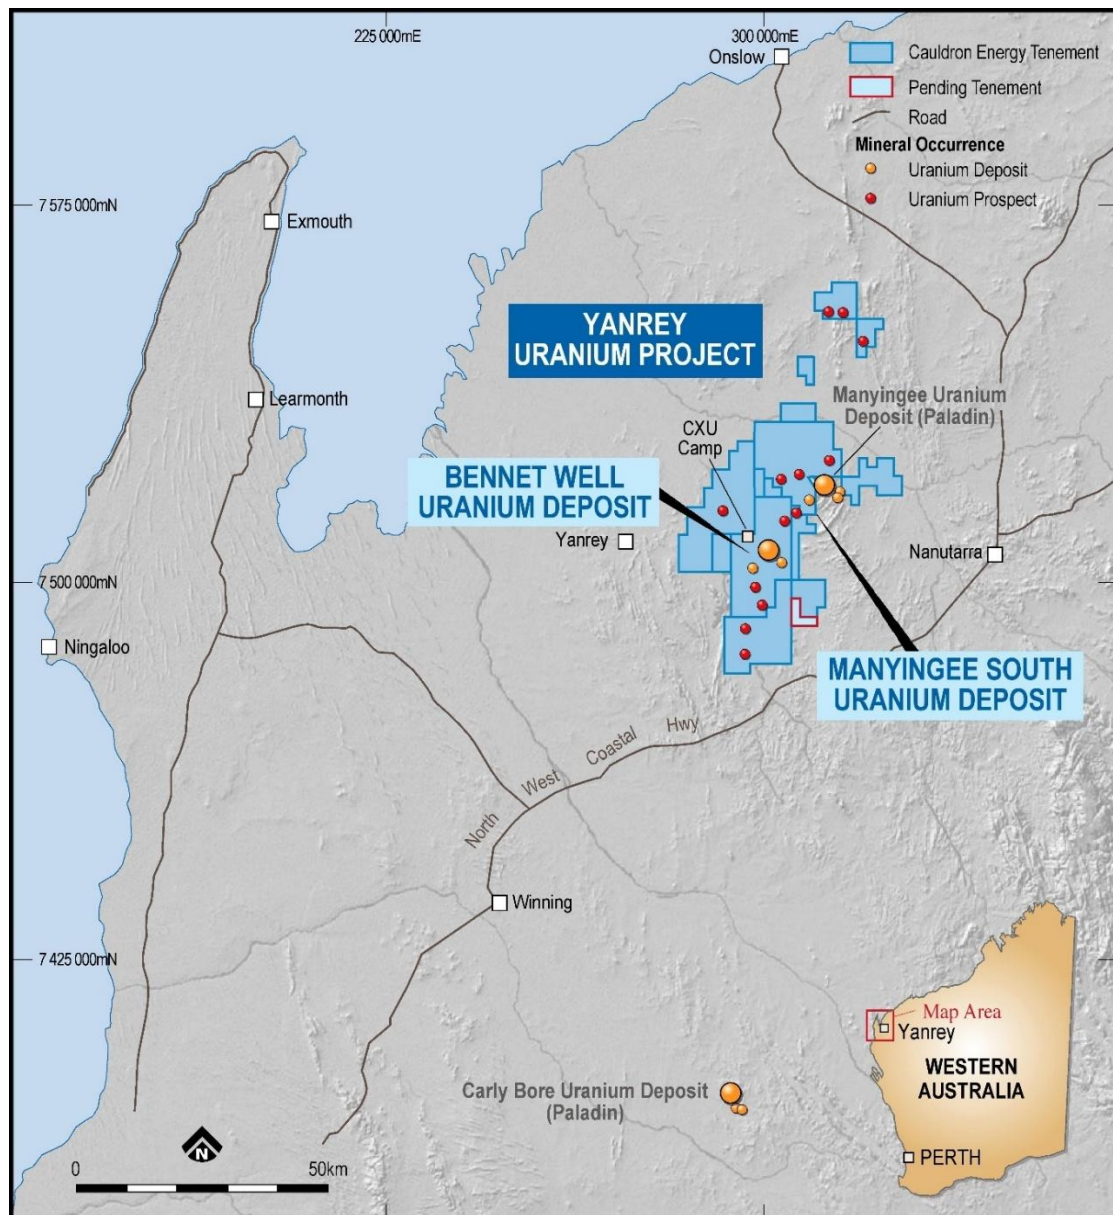 225 000mE
300 000mE
Onslow
Cauldron Energy Tenement
Pending Tenement
Road
Mineral Occurrence
Uranium Deposit
Uranium Prospect
7 575 000mN
Exmouth
YANREY
URANIUM PROJECT
Learmonth
Manyingee Uranium
Deposit (Paladin)
CXU
Camp
BENNET WELL
URANIUM DEPOSIT
Yanrey
Nanutarra
7 500 000mN
Ningaloo
MANYINGEE SOUTH
URANIUM DEPOSIT
North West Coastal Hwy
Winning
7 425 000mN
Map Area
Yanrey
WESTERN
AUSTRALIA
Carly Bore Uranium Deposit
(Paladin)
PERTH
N
0 50km